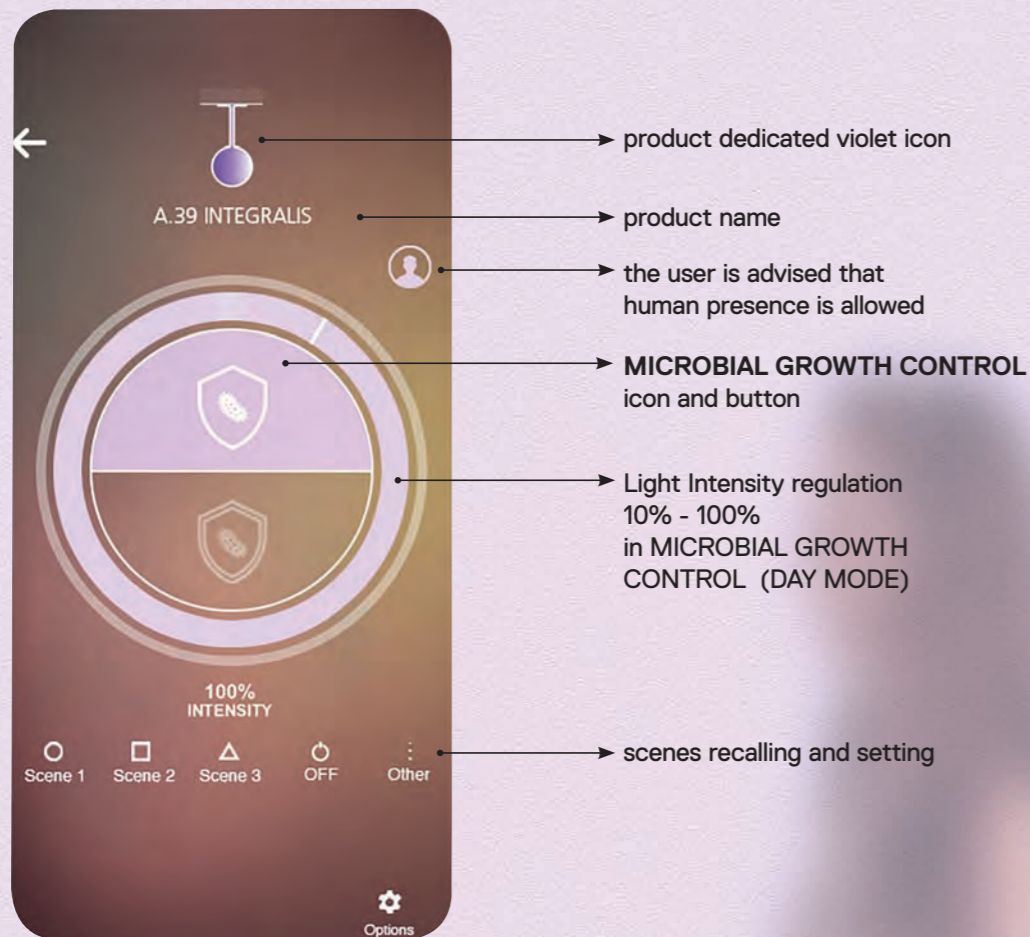 product dedicated violet icon
A.39 INTEGRALIS
product name
the user is advised that
human presence is allowed
MICROBIAL GROWTH CONTROL
icon and button
Light Intensity regulation
10% - 100%
in MICROBIAL GROWTH
CONTROL (DAY MODE)
100%
INTENSITY
Scene 1
Scene 2
Scene 3
OFF
Other
scenes recalling and setting
Options